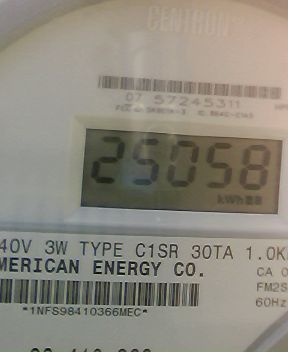 CENTRON
07 57245311
25058
kWh
40V 3W TYPE C1SR 30TA 1.0K
MERICAN ENERGY CO.
CA 0
FM2S
60Hz
*1NFS98410366MEC*